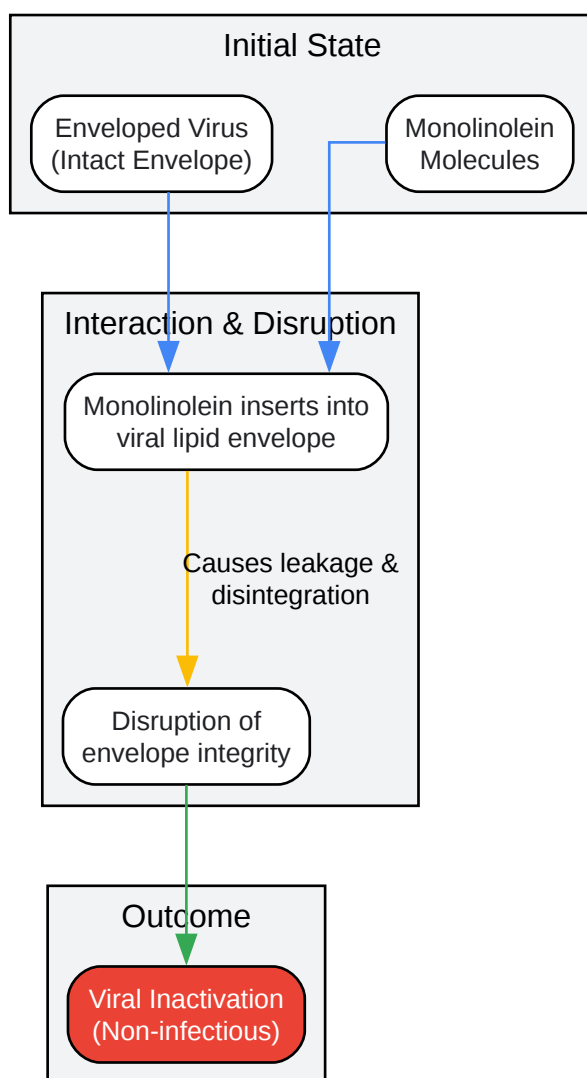 Initial State
Enveloped Virus
(Intact Envelope)
Monolinolein
Molecules
Interaction & Disruption
Monolinolein inserts into
viral lipid envelope
Causes leakage &
disintegration
Disruption of
envelope integrity
Outcome
Viral Inactivation
(Non-infectious)